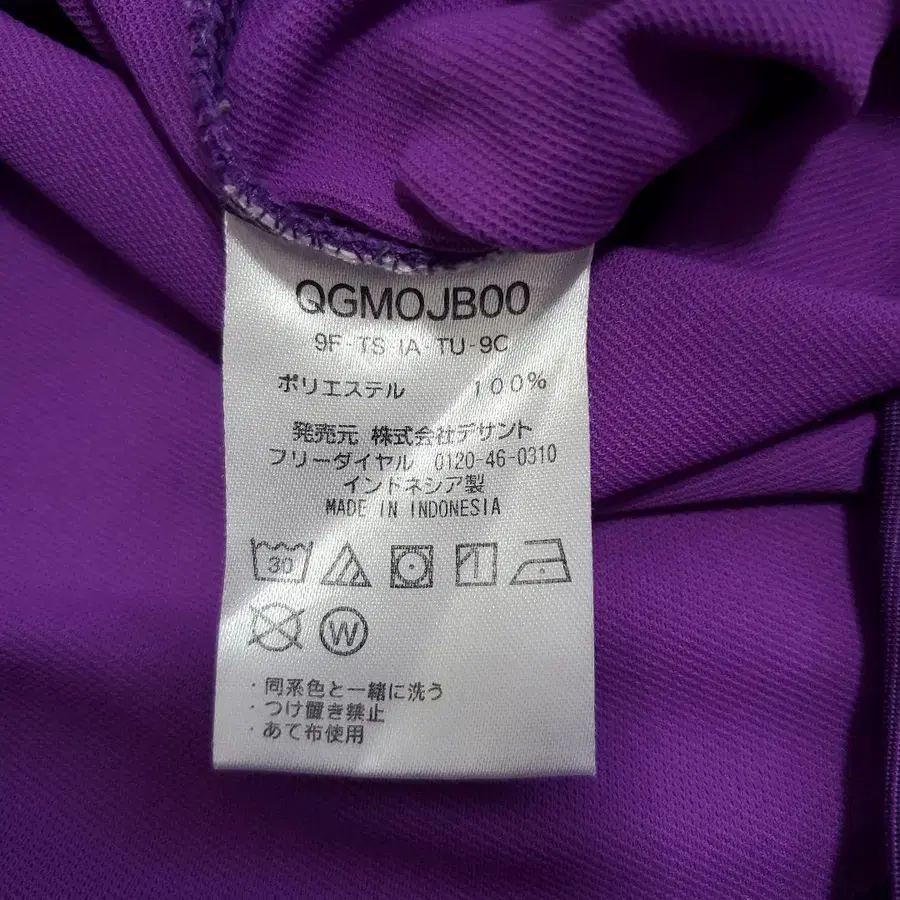 QGMOJB00
9F-TS-IA-TU-9C
ポリエステル 100%
発売元 株式会社デサント
フリーダイヤル 0120-46-0310
インドネシア製
MADE IN INDONESIA
30
W
・同系色と一緒に洗う
・つけ置き禁止
・あて布使用